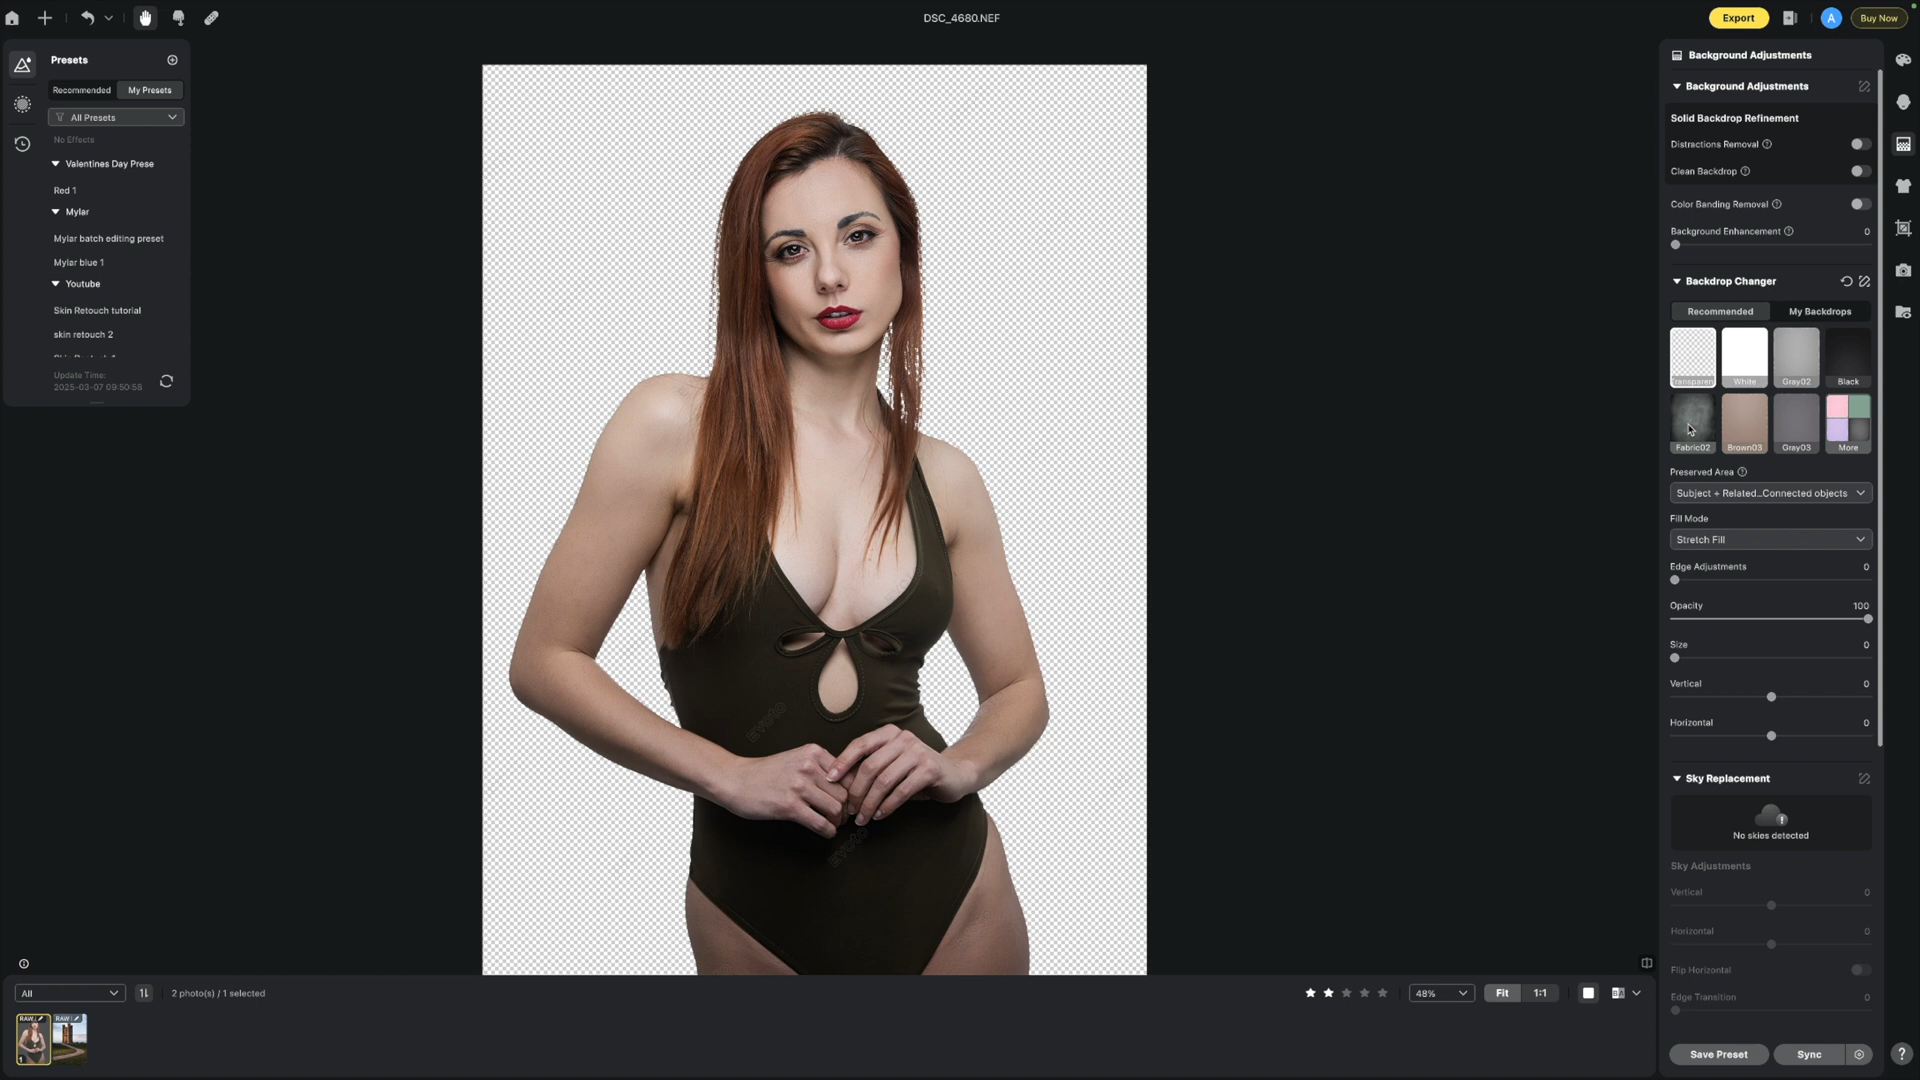 DSC_4680.NEF
Export
A
Buy Now
Presets
Recommended
My Presets
All Presets
No Effects
Valentines Day Prese
Red 1
Mylar
Mylar batch editing preset
Mylar blue 1
Youtube
Skin Retouch tutorial
skin retouch 2
Update Time:
2025-03-07 09:50:58
evoto
evoto
Background Adjustments
Background Adjustments
Solid Backdrop Refinement
Distractions Removal
Clean Backdrop
Color Banding Removal
Background Enhancement 0
Backdrop Changer
Recommended
My Backdrops
Transparen
White
Gray02
Black
Fabric02
Brown03
Gray03
More
Preserved Area
Subject + Related_Connected objects
Fill Mode
Stretch Fill
Edge Adjustments 0
Opacity 100
Size 0
Vertical 0
Horizontal 0
Sky Replacement
No skies detected
Sky Adjustments
Vertical 0
Horizontal 0
Flip Horizontal
Edge Transition 0
Save Preset
Sync
?
All
2 photo(s) / 1 selected
48%
Fit
1:1
RAW
RAW
1